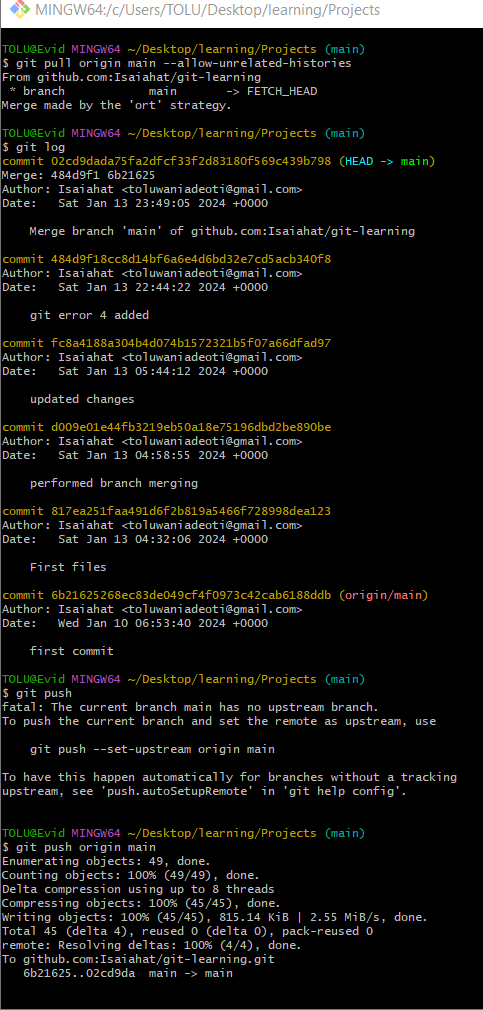 MINGW64:/c/Users/TOLU/Desktop/learning/Projects
TOLU@Evid MINGW64 ~/Desktop/learning/Projects (main)
$ git pull origin main --allow-unrelated-histories
From github.com:Isaiahat/git-learning
 * branch            main       -> FETCH_HEAD
Merge made by the 'ort' strategy.
TOLU@Evid MINGW64 ~/Desktop/learning/Projects (main)
$ git log
commit 02cd9dada75fa2dfcf33f2d83180f569c439b798 (HEAD -> main)
Merge: 484d9f1 6b21625
Author: Isaiahat <toluwaniadeoti@gmail.com>
Date:   Sat Jan 13 23:49:05 2024 +0000
    Merge branch 'main' of github.com:Isaiahat/git-learning
commit 484d9f18cc8d14bf6a6e4d6bd32e7cd5acb340f8
Author: Isaiahat <toluwaniadeoti@gmail.com>
Date:   Sat Jan 13 22:44:22 2024 +0000
    git error 4 added
commit fc8a4188a304b4d074b1572321b5f07a66dfad97
Author: Isaiahat <toluwaniadeoti@gmail.com>
Date:   Sat Jan 13 05:44:12 2024 +0000
    updated changes
commit d009e01e44fb3219eb50a18e75196dbd2be890be
Author: Isaiahat <toluwaniadeoti@gmail.com>
Date:   Sat Jan 13 04:58:55 2024 +0000
    performed branch merging
commit 817ea251faa491d6f2b819a5466f728998dea123
Author: Isaiahat <toluwaniadeoti@gmail.com>
Date:   Sat Jan 13 04:32:06 2024 +0000
    First files
commit 6b21625268ec83de049cf4f0973c42cab6188ddb (origin/main)
Author: Isaiahat <toluwaniadeoti@gmail.com>
Date:   Wed Jan 10 06:53:40 2024 +0000
    first commit
TOLU@Evid MINGW64 ~/Desktop/learning/Projects (main)
$ git push
fatal: The current branch main has no upstream branch.
To push the current branch and set the remote as upstream, use
    git push --set-upstream origin main
To have this happen automatically for branches without a tracking
upstream, see 'push.autoSetupRemote' in 'git help config'.
TOLU@Evid MINGW64 ~/Desktop/learning/Projects (main)
$ git push origin main
Enumerating objects: 49, done.
Counting objects: 100% (49/49), done.
Delta compression using up to 8 threads
Compressing objects: 100% (45/45), done.
Writing objects: 100% (45/45), 815.14 KiB | 2.55 MiB/s, done.
Total 45 (delta 4), reused 0 (delta 0), pack-reused 0
remote: Resolving deltas: 100% (4/4), done.
To github.com:Isaiahat/git-learning.git
   6b21625..02cd9da  main -> main